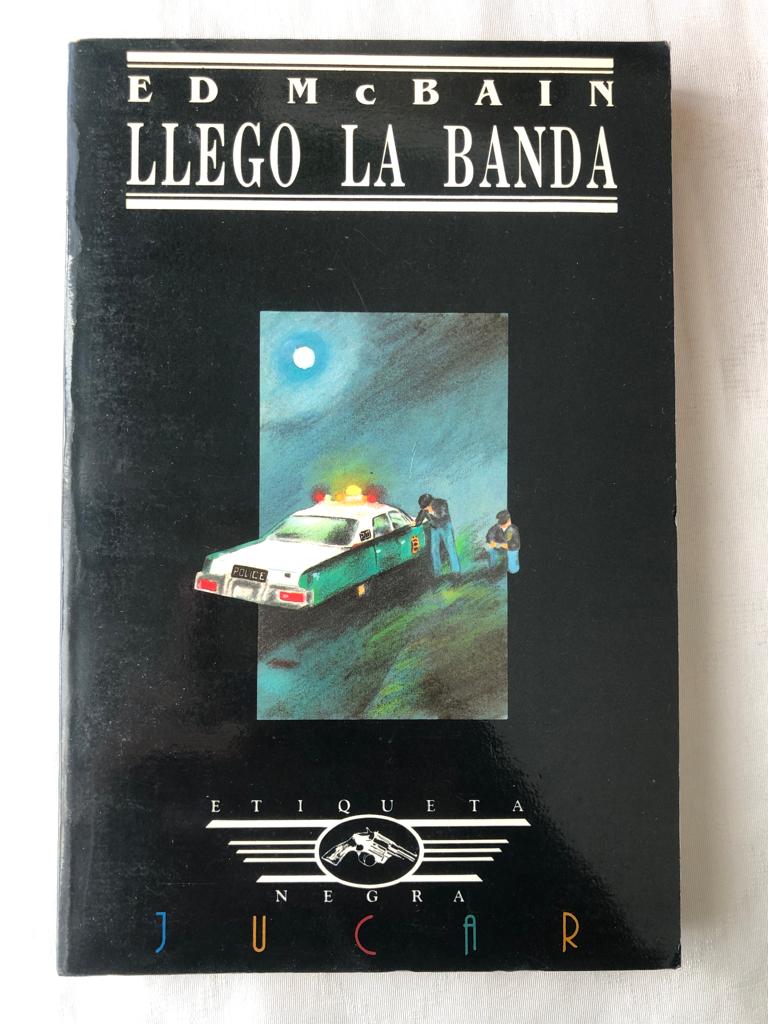 ED McBAIN
LLEGO LA BANDA
POLICE
ETIQUETA
NEGRA
JUCAR